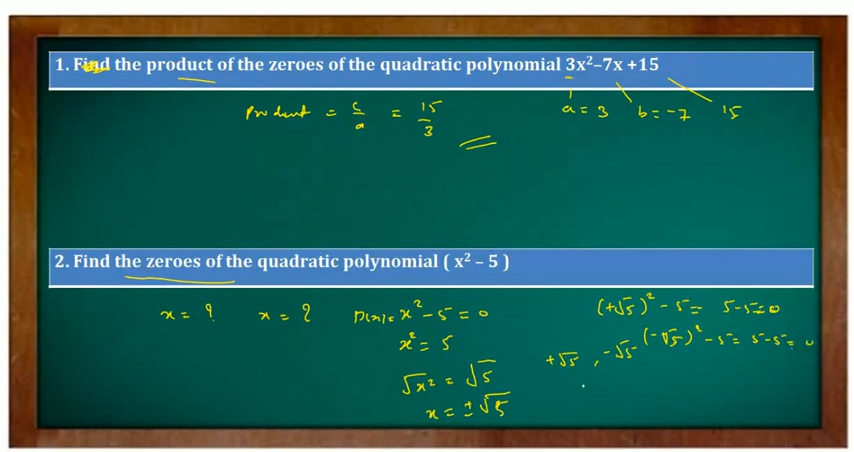 1. Find the product of the zeroes of the quadratic polynomial 3x²–7x +15
Product = c/a = 15/3
a = 3 b = -7 15
2. Find the zeroes of the quadratic polynomial ( x² – 5 )
x = ? x = ? P(x) = x² - 5 = 0 (+√5)² - 5 = 5-5=0
x² = 5 (-√5)² - 5 = 5-5 = 0
+√5 , -√5
√x² = √5
x = ±√5